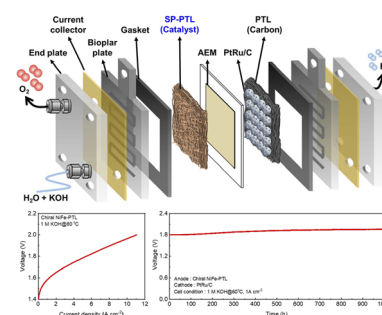 Current
collector
SP-PTL
(Catalyst)
PTL
(Carbon)
Gasket
Bioplar
plate
End plate
AEM
PtRu/C
O2
H2O + KOH
2.2
2.0
1.8
1.6
1.4
Voltage (V)
Chiral NiFe-PTL
1 M KOH@80 ℃
0 2 4 6 8 10 12
Current density (A cm-2)
2.4
1.8
1.2
0.6
0.0
Voltage (V)
Anode : Chiral NiFe-PTL
Cathode : PtRu/C
Cell condition : 1 M KOH@60℃, 1A cm-2
0 100 200 300 400 500 600 700 800 900
Time (h)